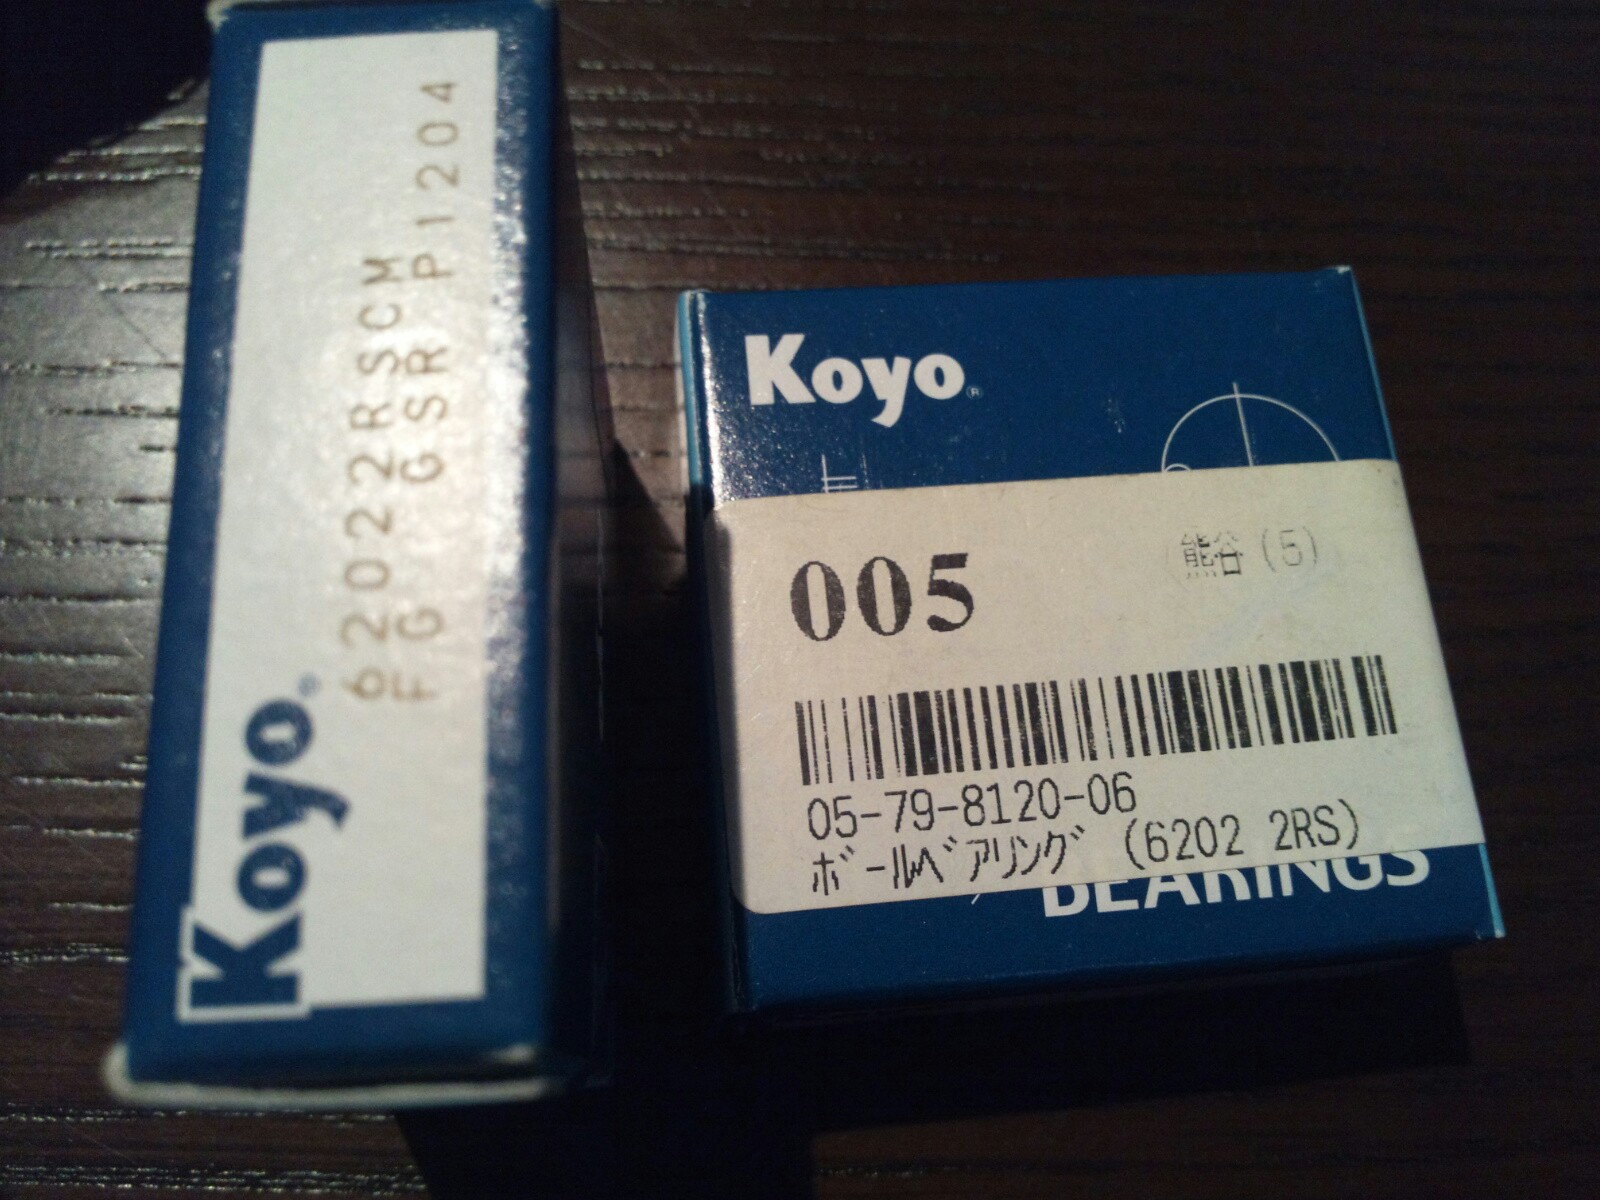 Koyo®
62022RSCM
FG GSR P1204
Koyo®
005
熊谷(5)
05-79-8120-06
ボールベアリング (6202 2RS)
BEARINGS